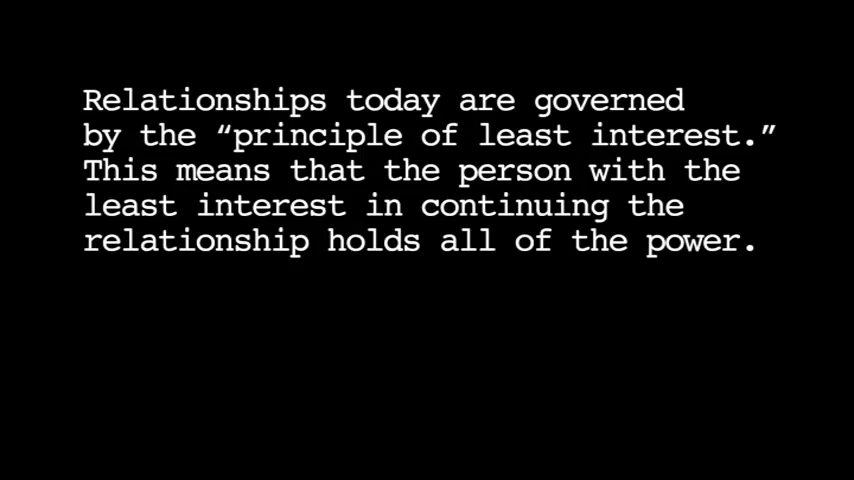 Relationships today are governed
by the “principle of least interest.”
This means that the person with the
least interest in continuing the
relationship holds all of the power.